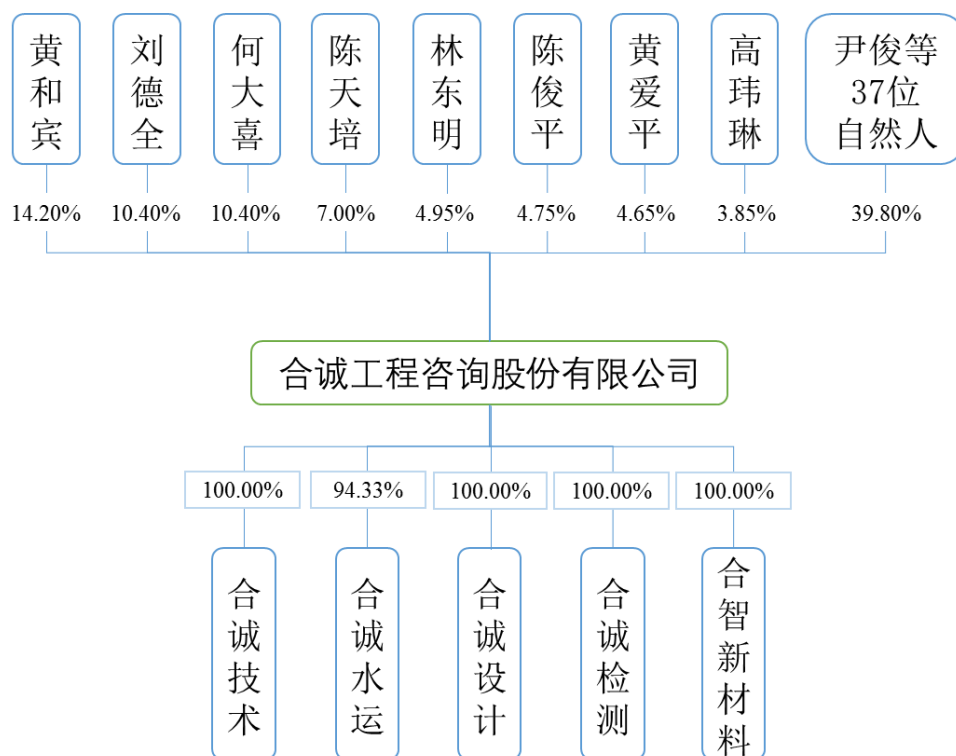 黄和宾
刘德全
何大喜
陈天培
林东明
陈俊平
黄爱平
高玮琳
尹俊等
37位
自然人
14.20%
10.40%
10.40%
7.00%
4.95%
4.75%
4.65%
3.85%
39.80%
合诚工程咨询股份有限公司
100.00%
94.33%
100.00%
100.00%
100.00%
合诚技术
合诚水运
合诚设计
合诚检测
合智新材料